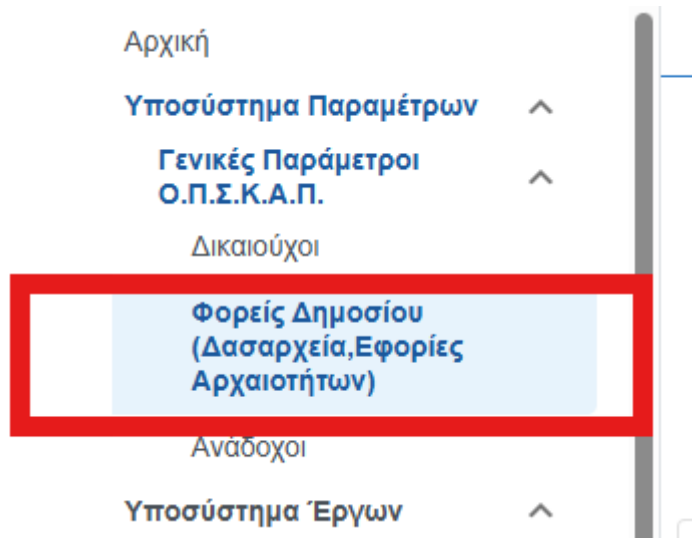 Αρχική
Υποσύστημα Παραμέτρων
Γενικές Παράμετροι
Ο.Π.Σ.Κ.Α.Π.
Δικαιούχοι
Φορείς Δημοσίου
(Δασαρχεία,Εφορίες
Αρχαιοτήτων)
Ανάδοχοι
Υποσύστημα Έργων